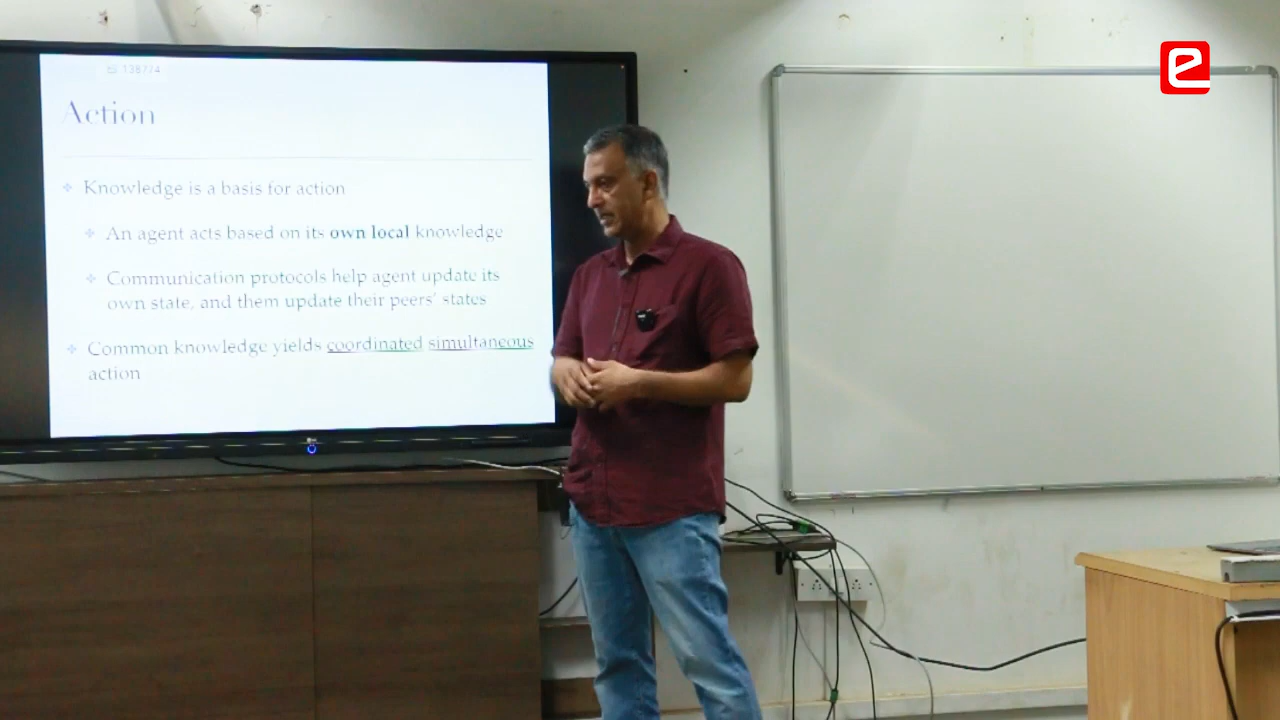 138774
Action
Knowledge is a basis for action
An agent acts based on its own local knowledge
Communication protocols help agent update its
own state, and them update their peers' states
Common knowledge yields coordinated simultaneous
action
e